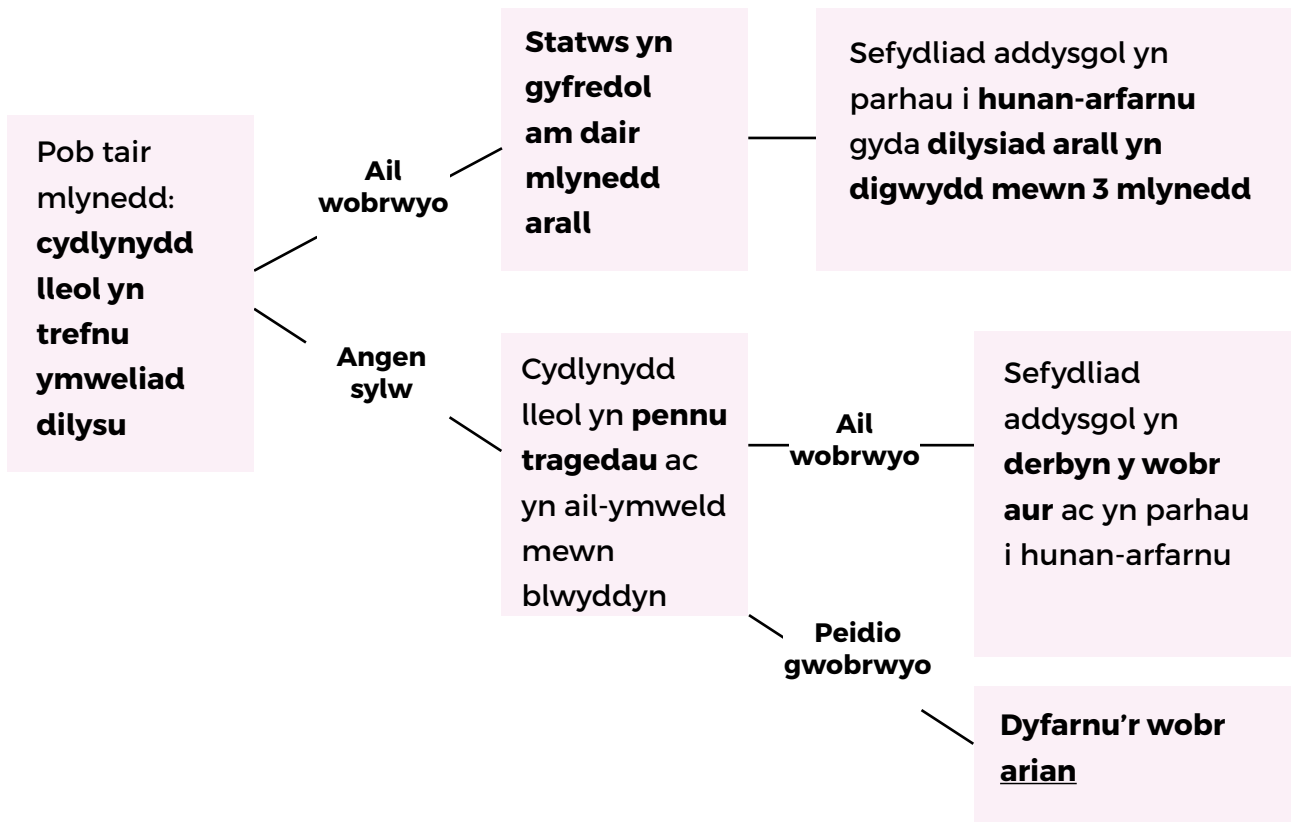 Pob tair
mlynedd:
cydlynydd
lleol yn
trefnu
ymweliad
dilysu
Ail
wobrwyo
Statws yn
gyfredol
am dair
mlynedd
arall
Sefydliad addysgol yn
parhau i hunan-arfarnu
gyda dilysiad arall yn
digwydd mewn 3 mlynedd
Angen
sylw
Cydlynydd
lleol yn pennu
tragedau ac
yn ail-ymweld
mewn
blwyddyn
Ail
wobrwyo
Sefydliad
addysgol yn
derbyn y wobr
aur ac yn parhau
i hunan-arfarnu
Peidio
gwobrwyo
Dyfarnu’r wobr
arian